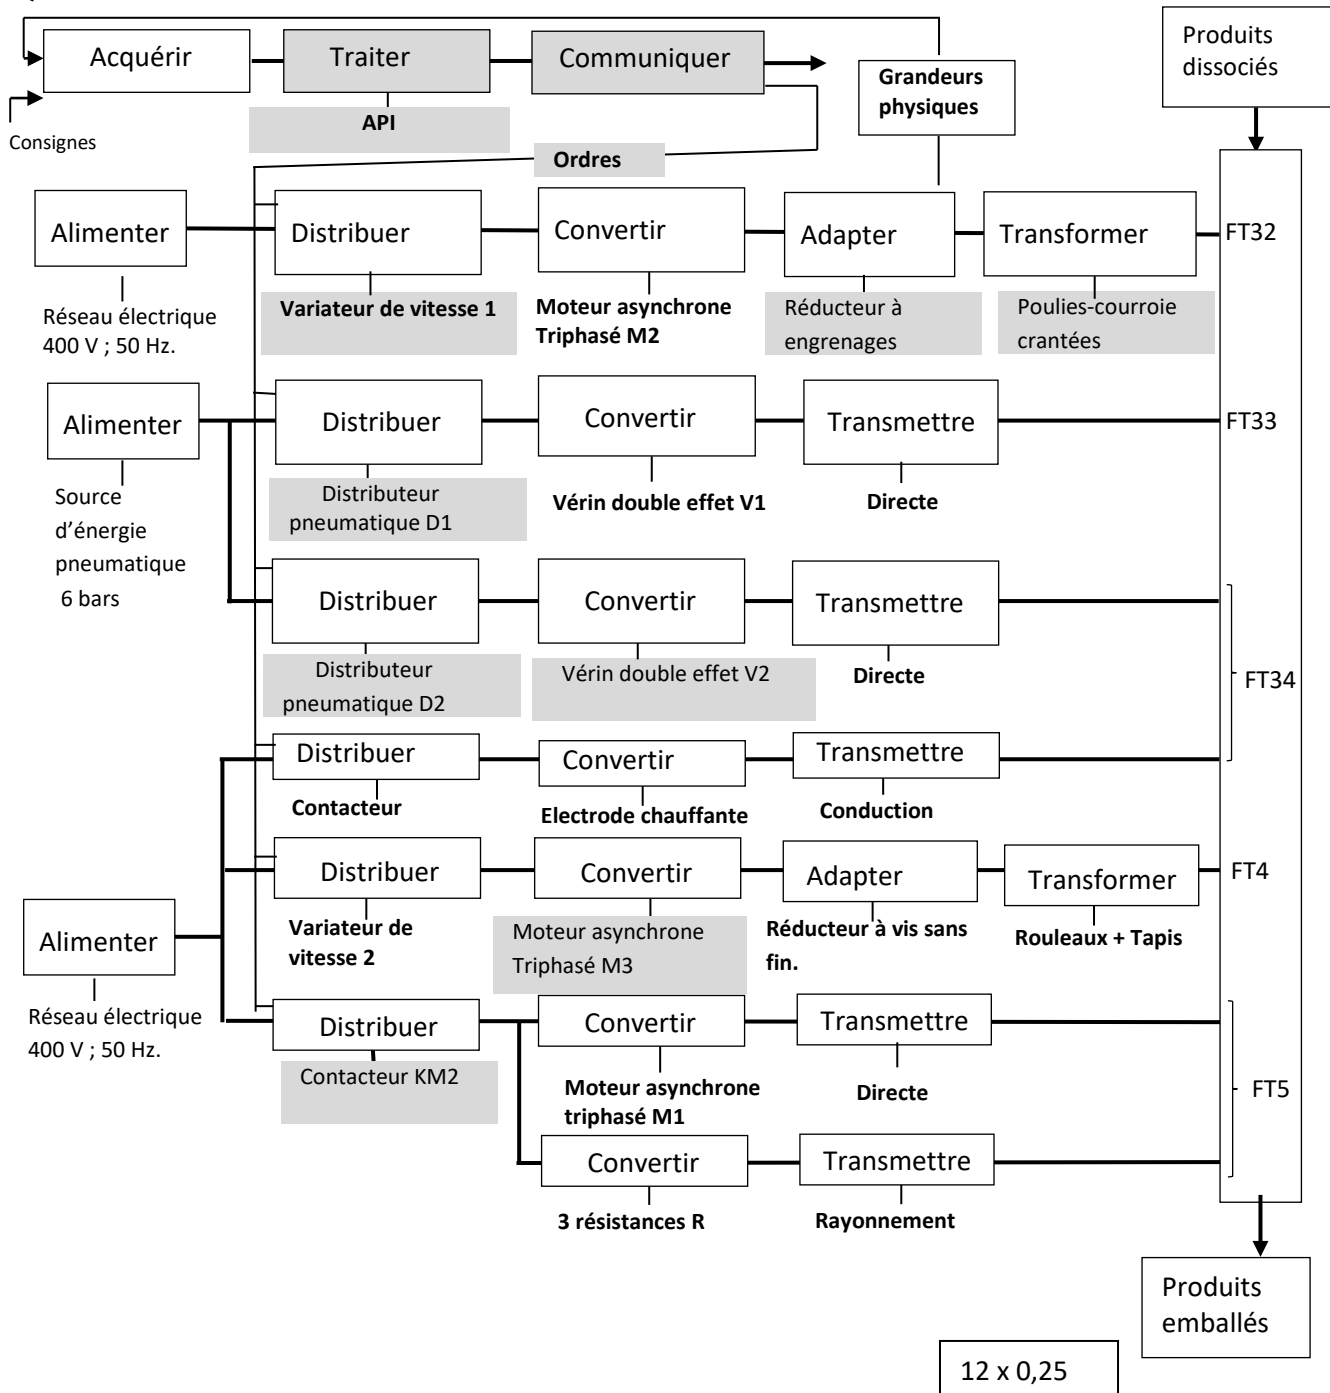 Acquérir
Traiter
Communiquer
Produits
dissociés
Grandeurs
physiques
API
Consignes
Ordres
Alimenter
Distribuer
Convertir
Adapter
Transformer
FT32
Réseau électrique
400 V ; 50 Hz.
Variateur de vitesse 1
Moteur asynchrone
Triphasé M2
Réducteur à
engrenages
Poulies-courroie
crantées
Alimenter
Distribuer
Convertir
Transmettre
FT33
Source
d’énergie
pneumatique
6 bars
Distributeur
pneumatique D1
Vérin double effet V1
Directe
Distribuer
Convertir
Transmettre
Distributeur
pneumatique D2
Vérin double effet V2
Directe
FT34
Distribuer
Convertir
Transmettre
Contacteur
Electrode chauffante
Conduction
Alimenter
Distribuer
Convertir
Adapter
Transformer
FT4
Variateur de
vitesse 2
Moteur asynchrone
Triphasé M3
Réducteur à vis sans
fin.
Rouleaux + Tapis
Réseau électrique
400 V ; 50 Hz.
Distribuer
Convertir
Transmettre
Contacteur KM2
Moteur asynchrone
triphasé M1
Directe
FT5
Convertir
Transmettre
3 résistances R
Rayonnement
Produits
emballés
12 x 0,25